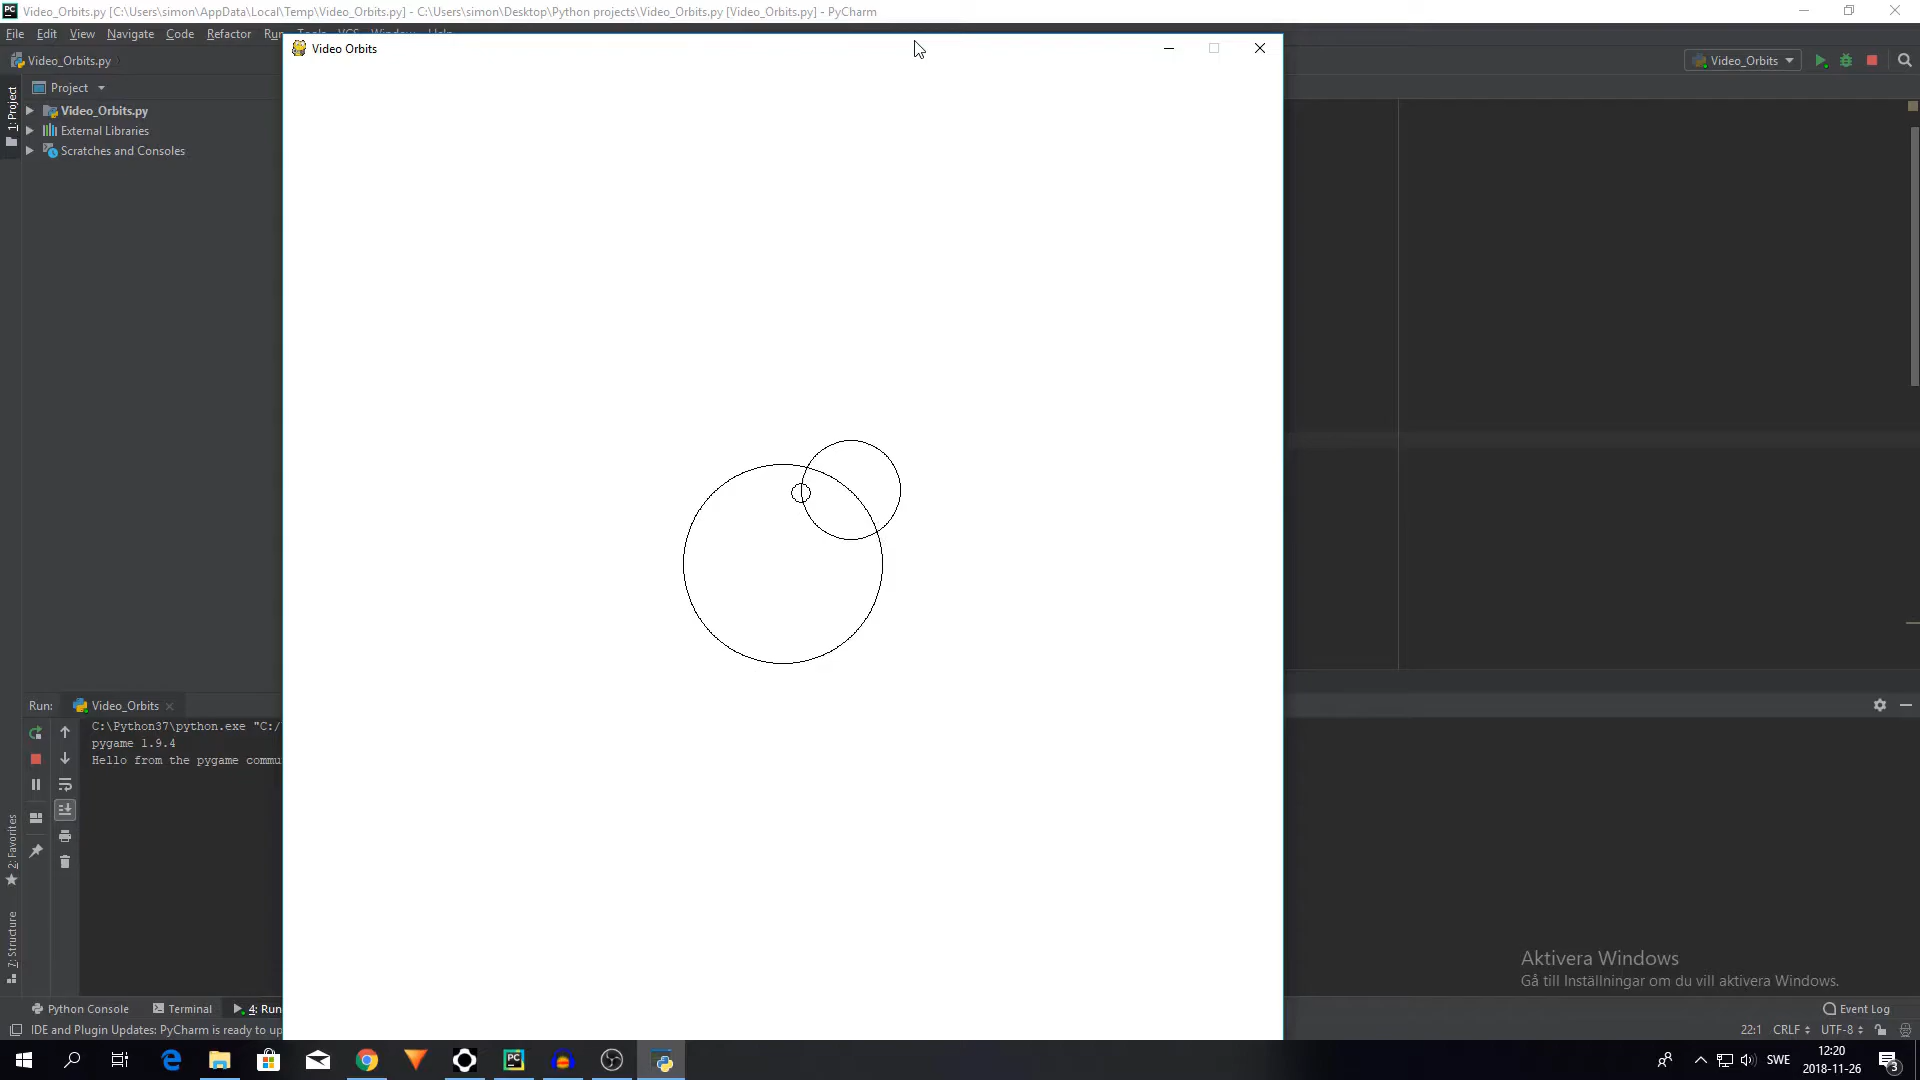 Video_Orbits.py [C:\Users\simon\AppData\Local\Temp\Video_Orbits.py] - C:\Users\simon\Desktop\Python projects\Video_Orbits.py [Video_Orbits.py] - PyCharm
File Edit View Navigate Code Refactor
Video Orbits
Video_Orbits.py
Video_Orbits
Project
1: Project
Video_Orbits.py
External Libraries
Scratches and Consoles
Run: Video_Orbits
C:\Python37\python.exe "C:/
pygame 1.9.4
Hello from the pygame
2: Favorites
7: Structure
Aktivera Windows
Gå till Inställningar om du vill aktivera Windows.
Python Console Terminal 4: Run Event Log
IDE and Plugin Updates: PyCharm is ready to 22:1 CRLF UTF-8
SWE 12:20
2018-11-26 3